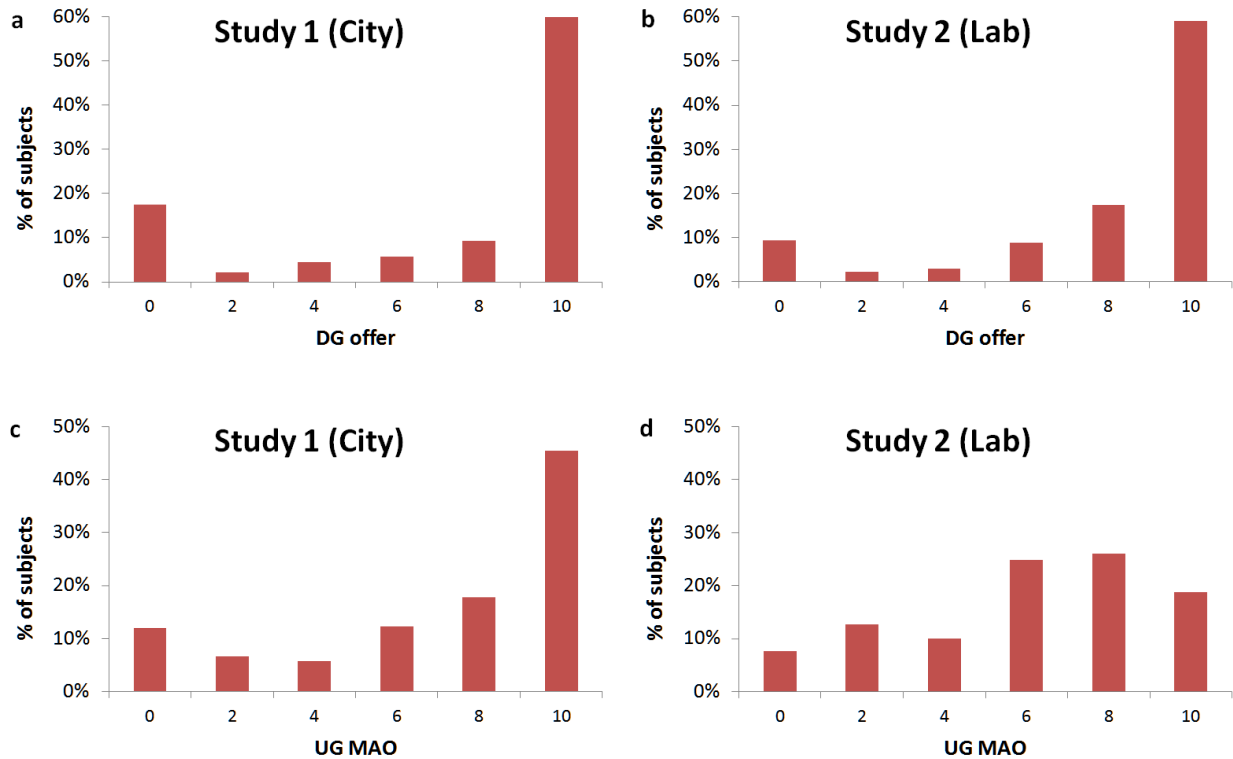 a
Study 1 (City)
% of subjects
60%
50%
40%
30%
20%
10%
0%
0 2 4 6 8 10
DG offer
b
Study 2 (Lab)
% of subjects
60%
50%
40%
30%
20%
10%
0%
0 2 4 6 8 10
DG offer
c
Study 1 (City)
% of subjects
50%
40%
30%
20%
10%
0%
0 2 4 6 8 10
UG MAO
d
Study 2 (Lab)
% of subjects
50%
40%
30%
20%
10%
0%
0 2 4 6 8 10
UG MAO